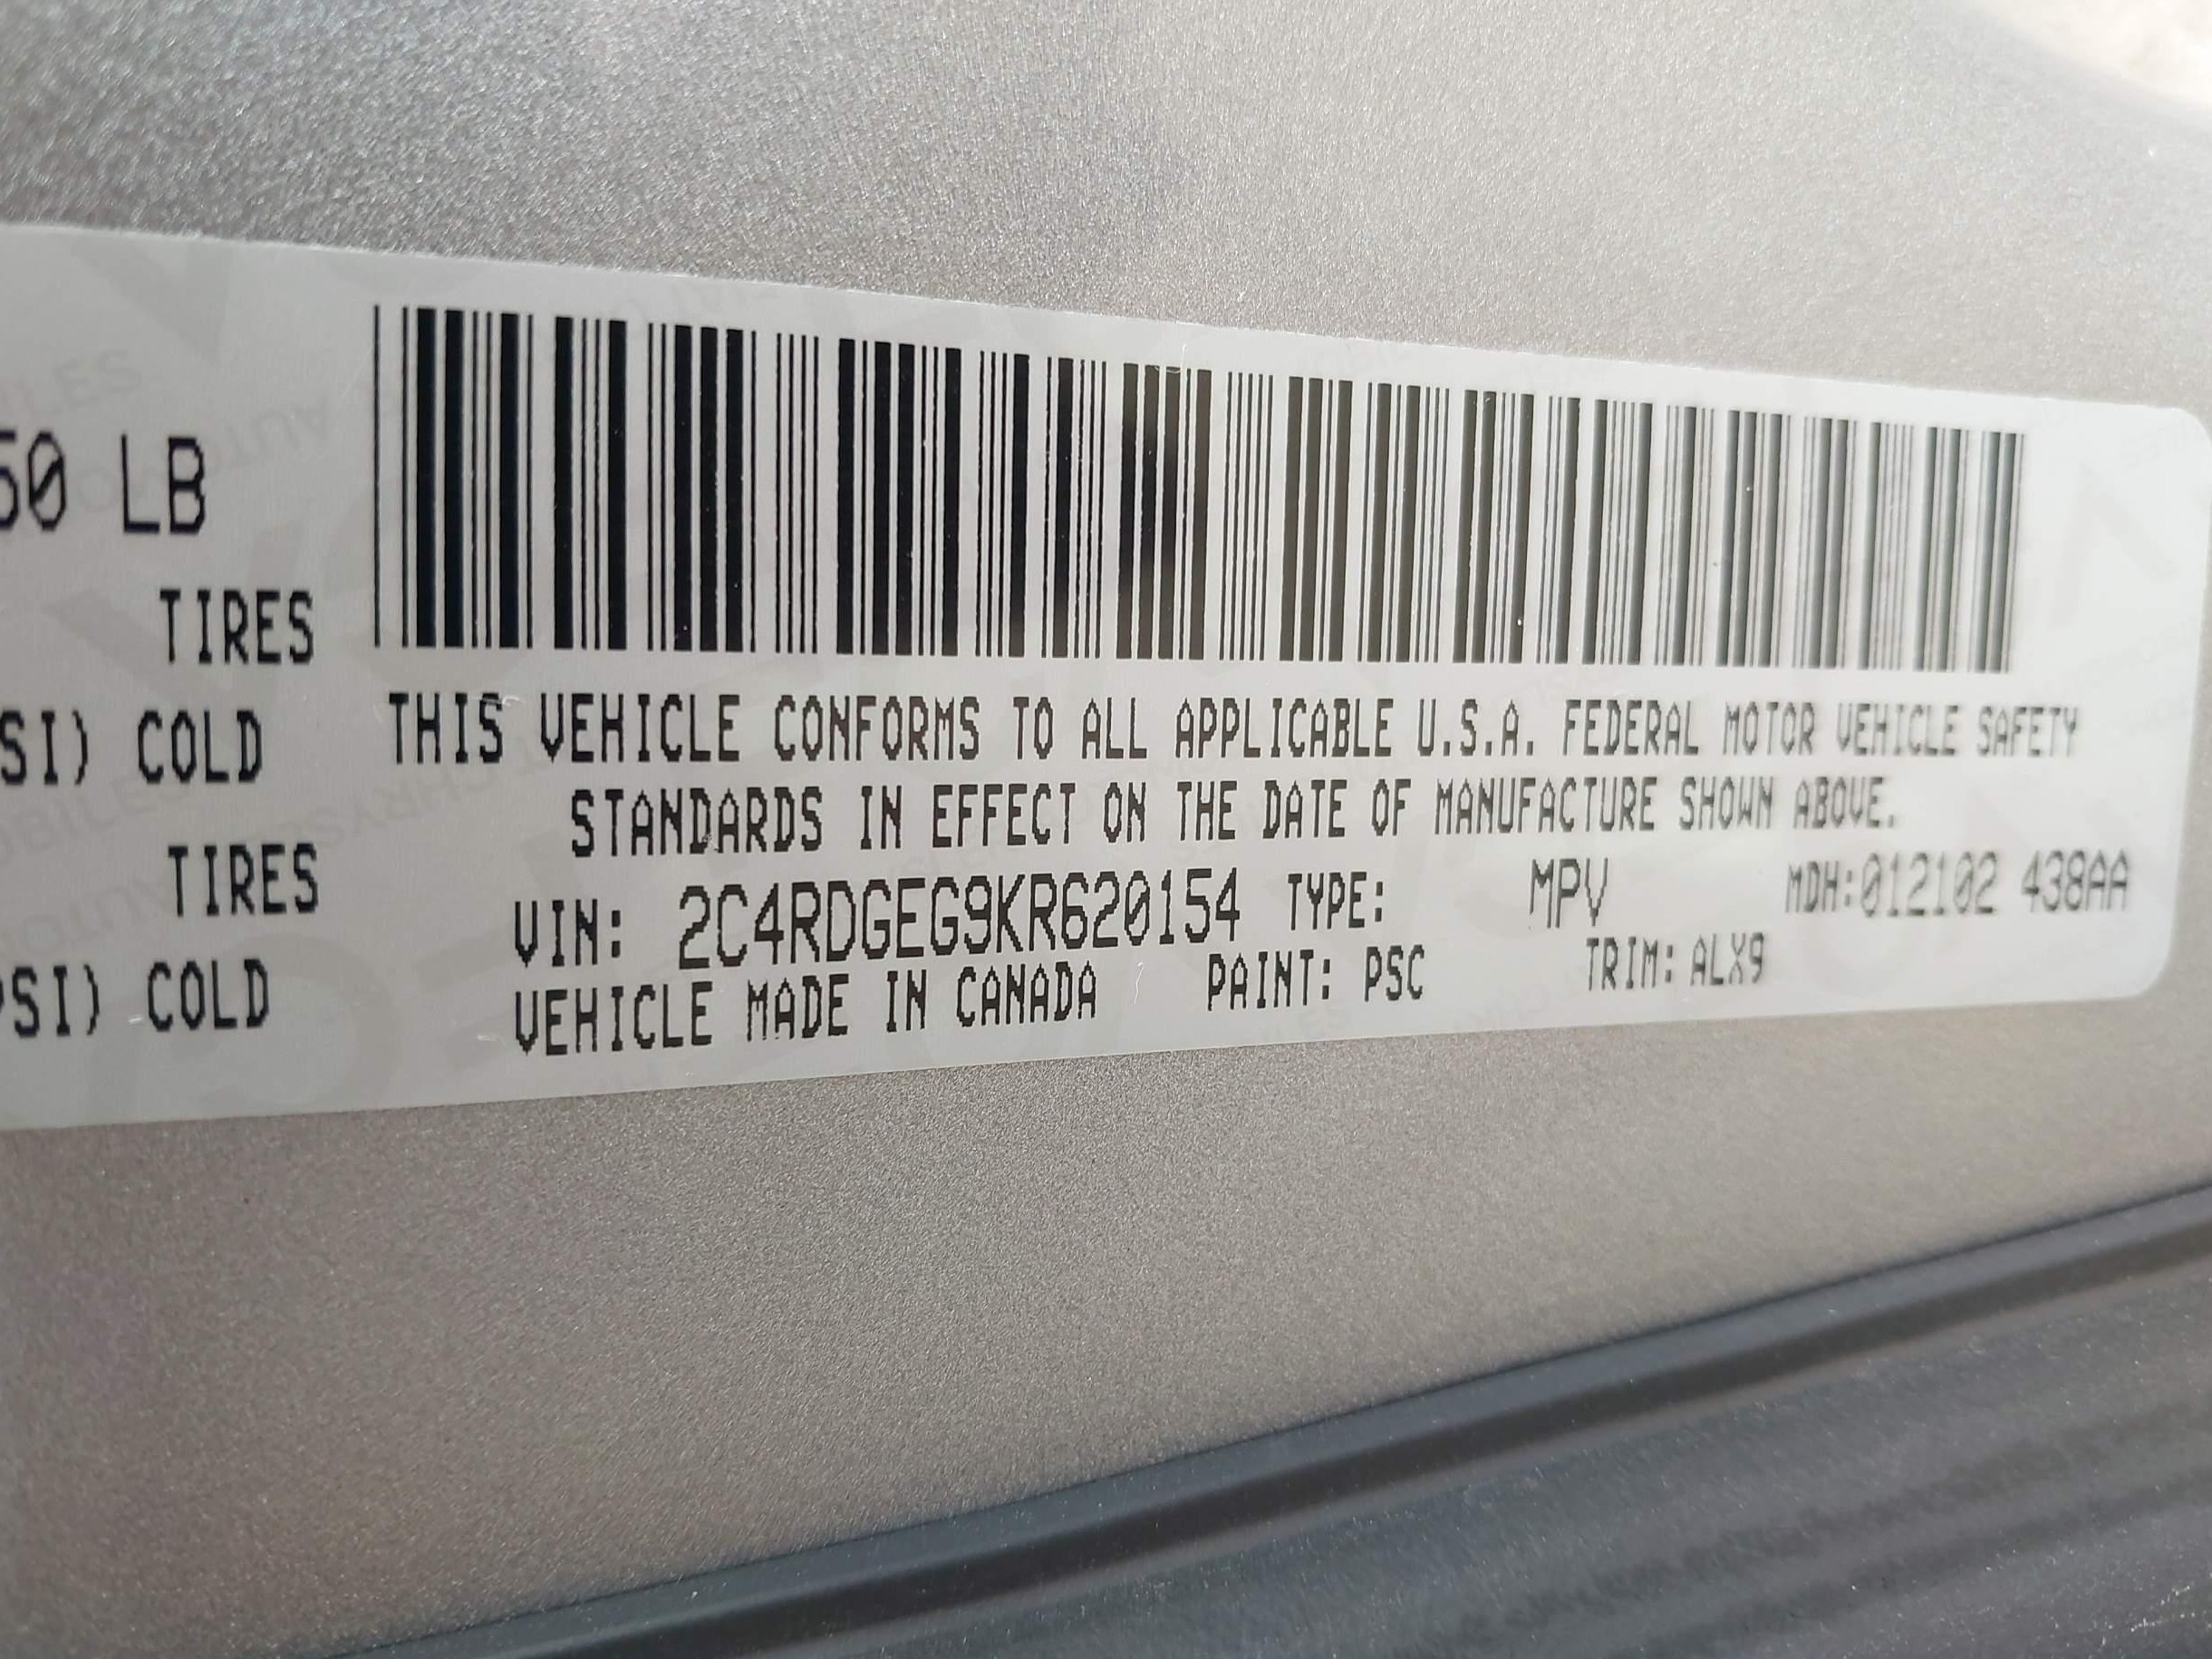 50 LB
TIRES
SI) COLD
THIS VEHICLE CONFORMS TO ALL APPLICABLE U.S.A. FEDERAL MOTOR VEHICLE SAFETY
STANDARDS IN EFFECT ON THE DATE OF MANUFACTURE SHOWN ABOVE.
TIRES
VIN: 2C4RDGEG9KR620154 TYPE: MPV MDH:012102 438AA
PSI) COLD
VEHICLE MADE IN CANADA PAINT: PSC TRIM: ALX9